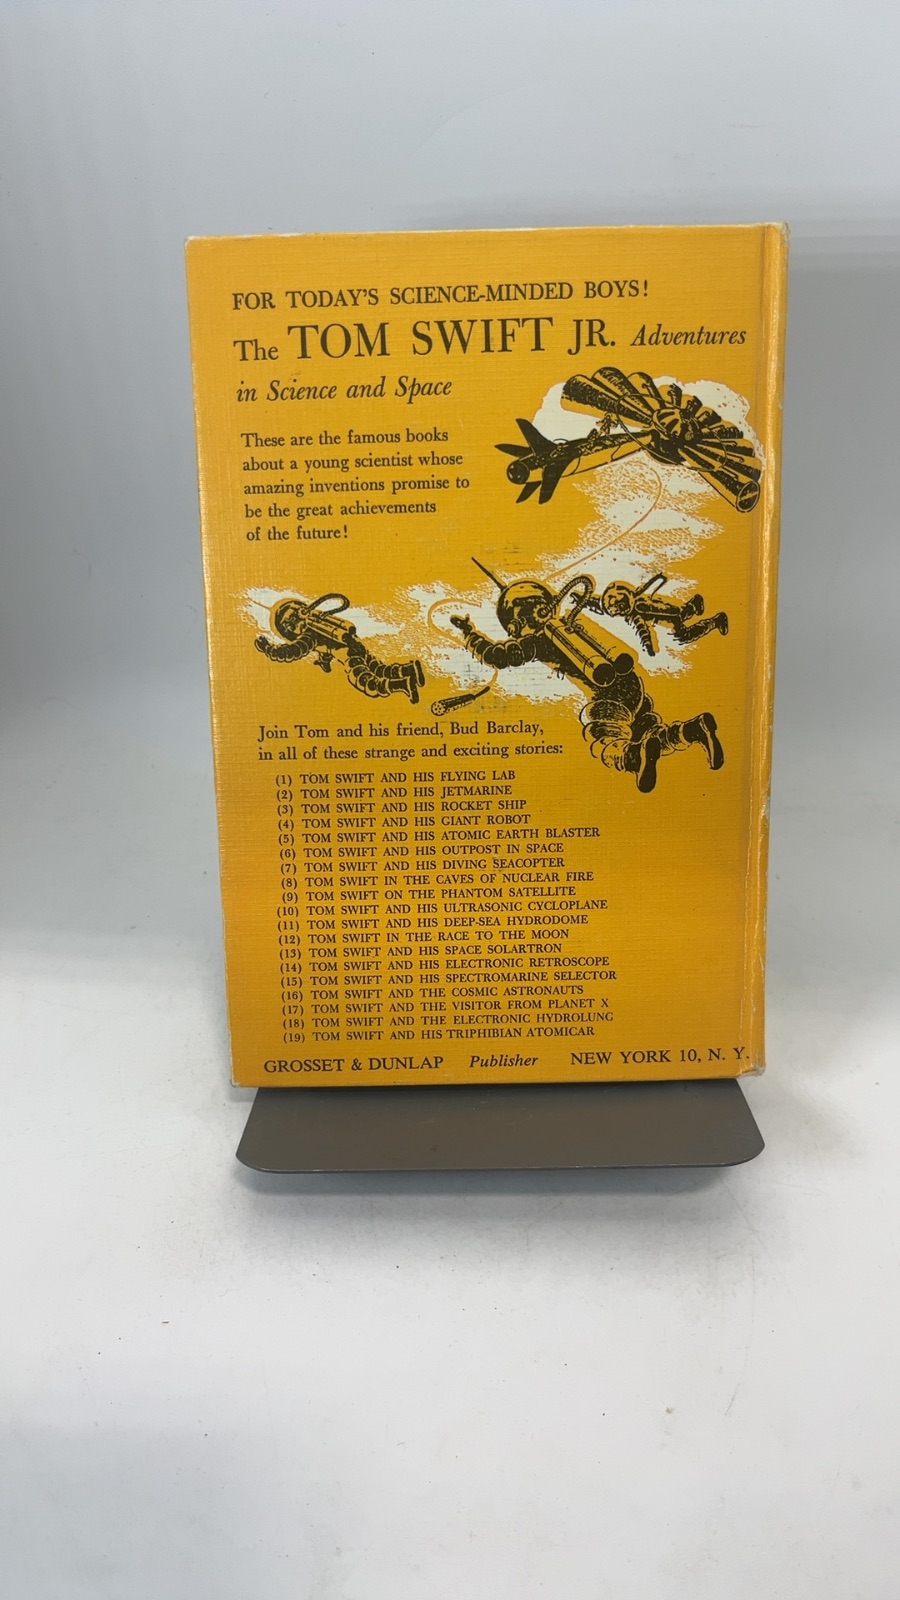 FOR TODAY'S SCIENCE-MINDED BOYS!
The TOM SWIFT JR. Adventures
in Science and Space
These are the famous books
about a young scientist whose
amazing inventions promise to
be the great achievements
of the future!
Join Tom and his friend, Bud Barclay,
in all of these strange and exciting stories:
(1) TOM SWIFT AND HIS FLYING LAB
(2) TOM SWIFT AND HIS JETMARINE
(3) TOM SWIFT AND HIS ROCKET SHIP
(4) TOM SWIFT AND HIS GIANT ROBOT
(5) TOM SWIFT AND HIS ATOMIC EARTH BLASTER
(6) TOM SWIFT AND HIS OUTPOST IN SPACE
(7) TOM SWIFT AND HIS DIVING SEACOPTER
(8) TOM SWIFT IN THE CAVES OF NUCLEAR FIRE
(9) TOM SWIFT ON THE PHANTOM SATELLITE
(10) TOM SWIFT AND HIS ULTRASONIC CYCLOPLANE
(11) TOM SWIFT AND HIS DEEP-SEA HYDRODOME
(12) TOM SWIFT IN THE RACE TO THE MOON
(13) TOM SWIFT AND HIS SPACE SOLARTRON
(14) TOM SWIFT AND HIS ELECTRONIC RETROSCOPE
(15) TOM SWIFT AND HIS SPECTROMARINE SELECTOR
(16) TOM SWIFT AND THE COSMIC ASTRONAUTS
(17) TOM SWIFT AND THE VISITOR FROM PLANET X
(18) TOM SWIFT AND THE ELECTRONIC HYDROLUNG
(19) TOM SWIFT AND HIS TRIPHIBIAN ATOMICAR
GROSSET & DUNLAP Publisher NEW YORK 10, N. Y.